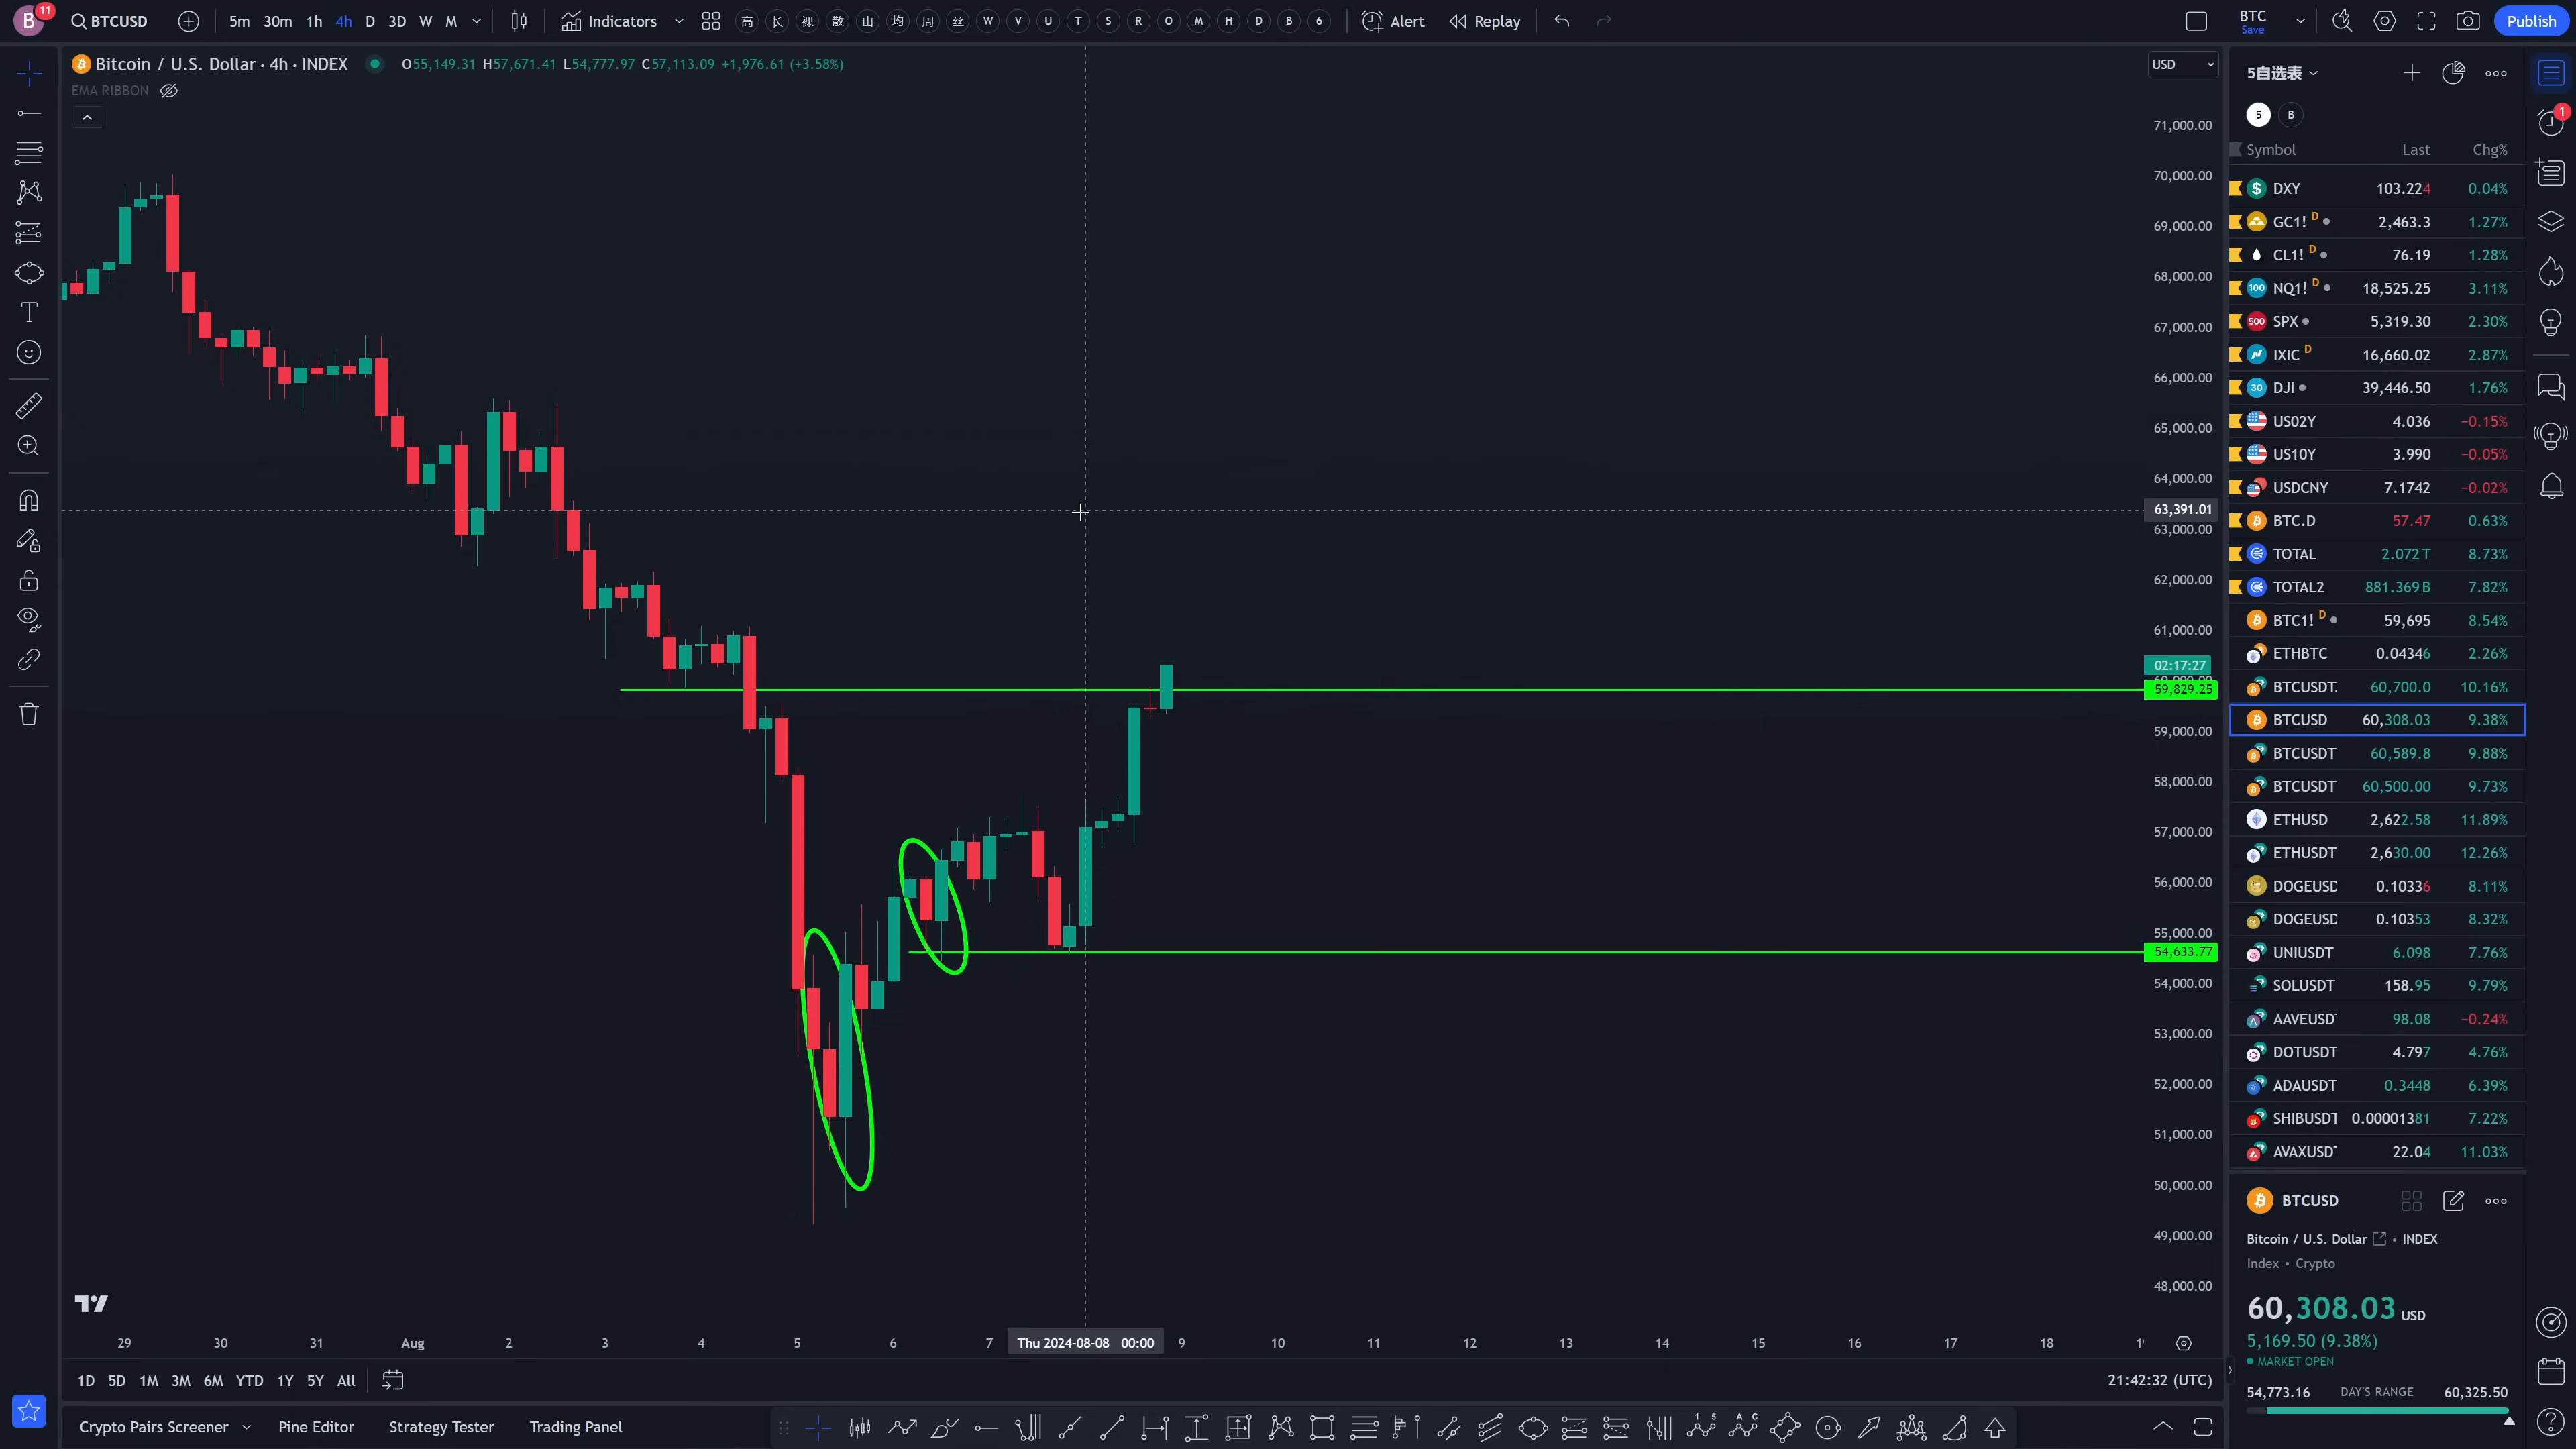 B 11 BTCUSD 5m 30m 1h 4h D 3D W M Indicators 高 长 裸 散 山 均 周 丝 W V U T S R O M H D B 6 Alert Replay BTC Save Publish
Bitcoin / U.S. Dollar · 4h · INDEX O55,149.31 H57,671.41 L54,777.97 C57,113.09 +1,976.61 (+3.58%)
EMA RIBBON
USD
71,000.00
70,000.00
69,000.00
68,000.00
67,000.00
66,000.00
65,000.00
64,000.00
63,391.01
63,000.00
62,000.00
61,000.00
02:17:27
59,829.25
59,000.00
58,000.00
57,000.00
56,000.00
55,000.00
54,633.77
54,000.00
53,000.00
52,000.00
51,000.00
50,000.00
49,000.00
48,000.00
29 30 31 Aug 2 3 4 5 6 7 Thu 2024-08-08 00:00 9 10 11 12 13 14 15 16 17 18
1D 5D 1M 3M 6M YTD 1Y 5Y All 21:42:32 (UTC)
Crypto Pairs Screener Pine Editor Strategy Tester Trading Panel
5自选表
5 B
Symbol Last Chg%
DXY 103.224 0.04%
GC1! D 2,463.3 1.27%
CL1! D 76.19 1.28%
NQ1! D 18,525.25 3.11%
SPX 5,319.30 2.30%
IXIC D 16,660.02 2.87%
DJI 39,446.50 1.76%
US02Y 4.036 −0.15%
US10Y 3.990 −0.05%
USDCNY 7.1742 −0.02%
BTC.D 57.47 0.63%
TOTAL 2.072 T 8.73%
TOTAL2 881.369 B 7.82%
BTC1! D 59,695 8.54%
ETHBTC 0.04346 2.26%
BTCUSDT. 60,700.0 10.16%
BTCUSD 60,308.03 9.38%
BTCUSDT 60,589.8 9.88%
BTCUSDT 60,500.00 9.73%
ETHUSD 2,622.58 11.89%
ETHUSDT 2,630.00 12.26%
DOGEUSD 0.10336 8.11%
DOGEUSD 0.10353 8.32%
UNIUSDT 6.098 7.76%
SOLUSDT 158.95 9.79%
AAVEUSD 98.08 −0.24%
DOTUSDT 4.797 4.76%
ADAUSDT 0.3448 6.39%
SHIBUSDT 0.00001381 7.22%
AVAXUSD 22.04 11.03%
BTCUSD
Bitcoin / U.S. Dollar • INDEX
Index • Crypto
60,308.03 USD
5,169.50 (9.38%)
MARKET OPEN
54,773.16 DAY'S RANGE 60,325.50
1